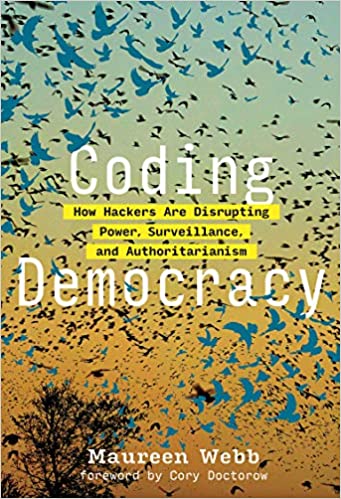 Coding
How Hackers Are Disrupting
Power, Surveillance,
and Authoritarianism
Democracy
Maureen Webb
foreword by Cory Doctorow